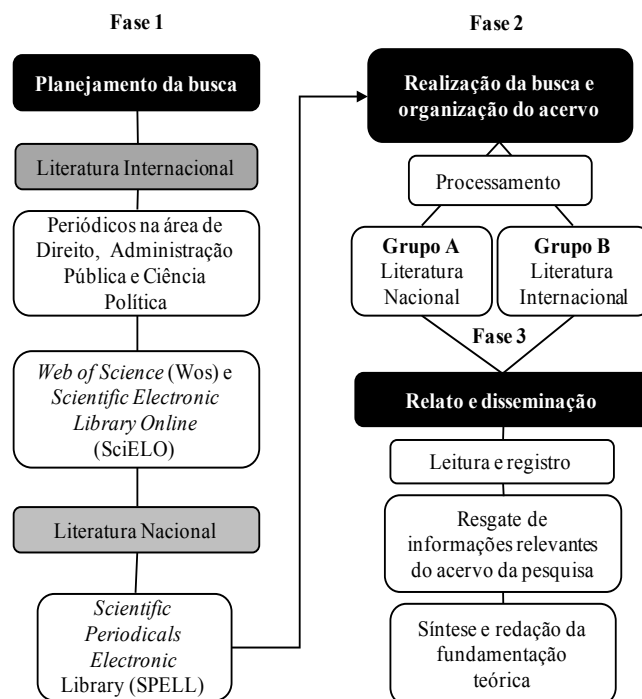 Fase 1
Planejamento da busca
Literatura Internacional
Periódicos na área de
Direito, Administração
Pública e Ciência
Política
Web of Science (Wos) e
Scientific Electronic
Library Online
(SciELO)
Literatura Nacional
Scientific
Periodicals
Electronic
Library (SPELL)
Fase 2
Realização da busca e
organização do acervo
Processamento
Grupo A
Literatura
Nacional
Grupo B
Literatura
Internacional
Fase 3
Relato e disseminação
Leitura e registro
Resgate de
informações relevantes
do acervo da pesquisa
Síntese e redação da
fundamentação
teórica